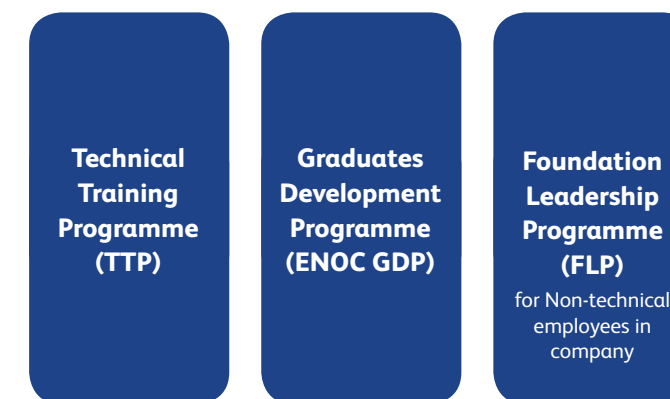 Technical
Training
Programme
(TTP)
Graduates
Development
Programme
(ENOC GDP)
Foundation
Leadership
Programme
(FLP)
for Non-technical
employees in
company